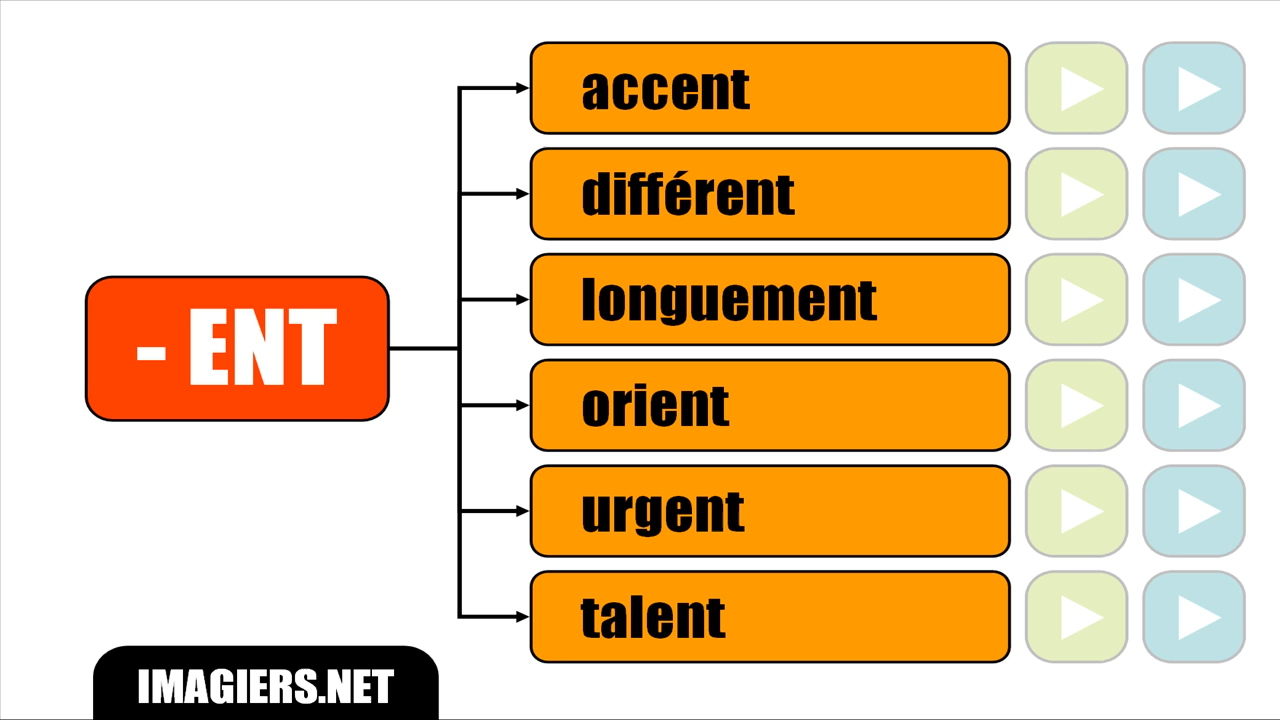 - ENT
accent
différent
longuement
orient
urgent
talent
IMAGIERS.NET